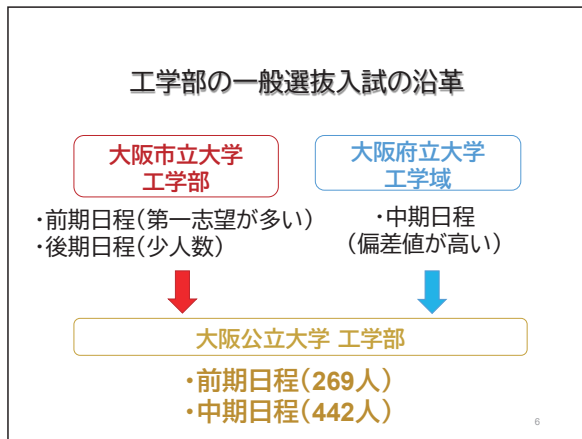 工学部の一般選抜入試の沿革
大阪市立大学
工学部
・前期日程(第一志望が多い)
・後期日程(少人数)
大阪府立大学
工学域
・中期日程
(偏差値が高い)
大阪公立大学 工学部
・前期日程(269人)
・中期日程(442人)
6